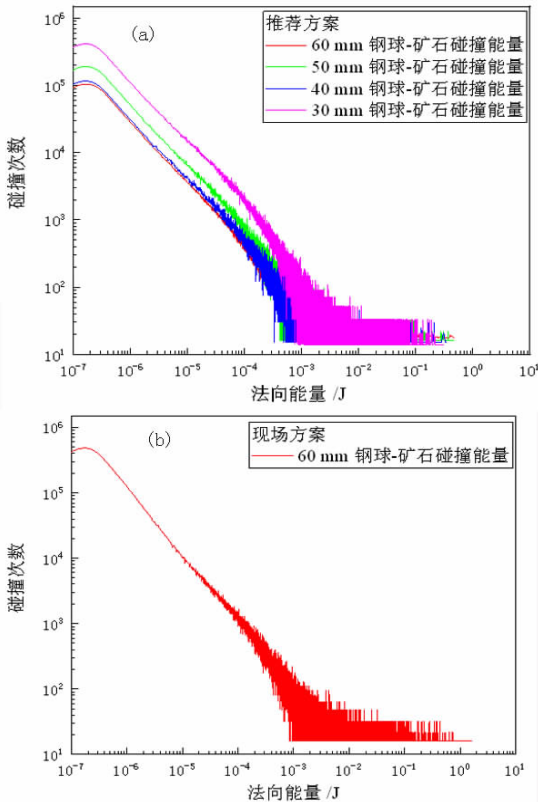 (a)
推荐方案
60 mm 钢球-矿石碰撞能量
50 mm 钢球-矿石碰撞能量
40 mm 钢球-矿石碰撞能量
30 mm 钢球-矿石碰撞能量
碰撞次数
10⁶
10⁵
10⁴
10³
10²
10¹
10⁻⁷ 10⁻⁶ 10⁻⁵ 10⁻⁴ 10⁻³ 10⁻² 10⁻¹ 10⁰ 10¹
法向能量 /J
(b)
现场方案
60 mm 钢球-矿石碰撞能量
碰撞次数
10⁶
10⁵
10⁴
10³
10²
10¹
10⁻⁷ 10⁻⁶ 10⁻⁵ 10⁻⁴ 10⁻³ 10⁻² 10⁻¹ 10⁰ 10¹
法向能量 /J